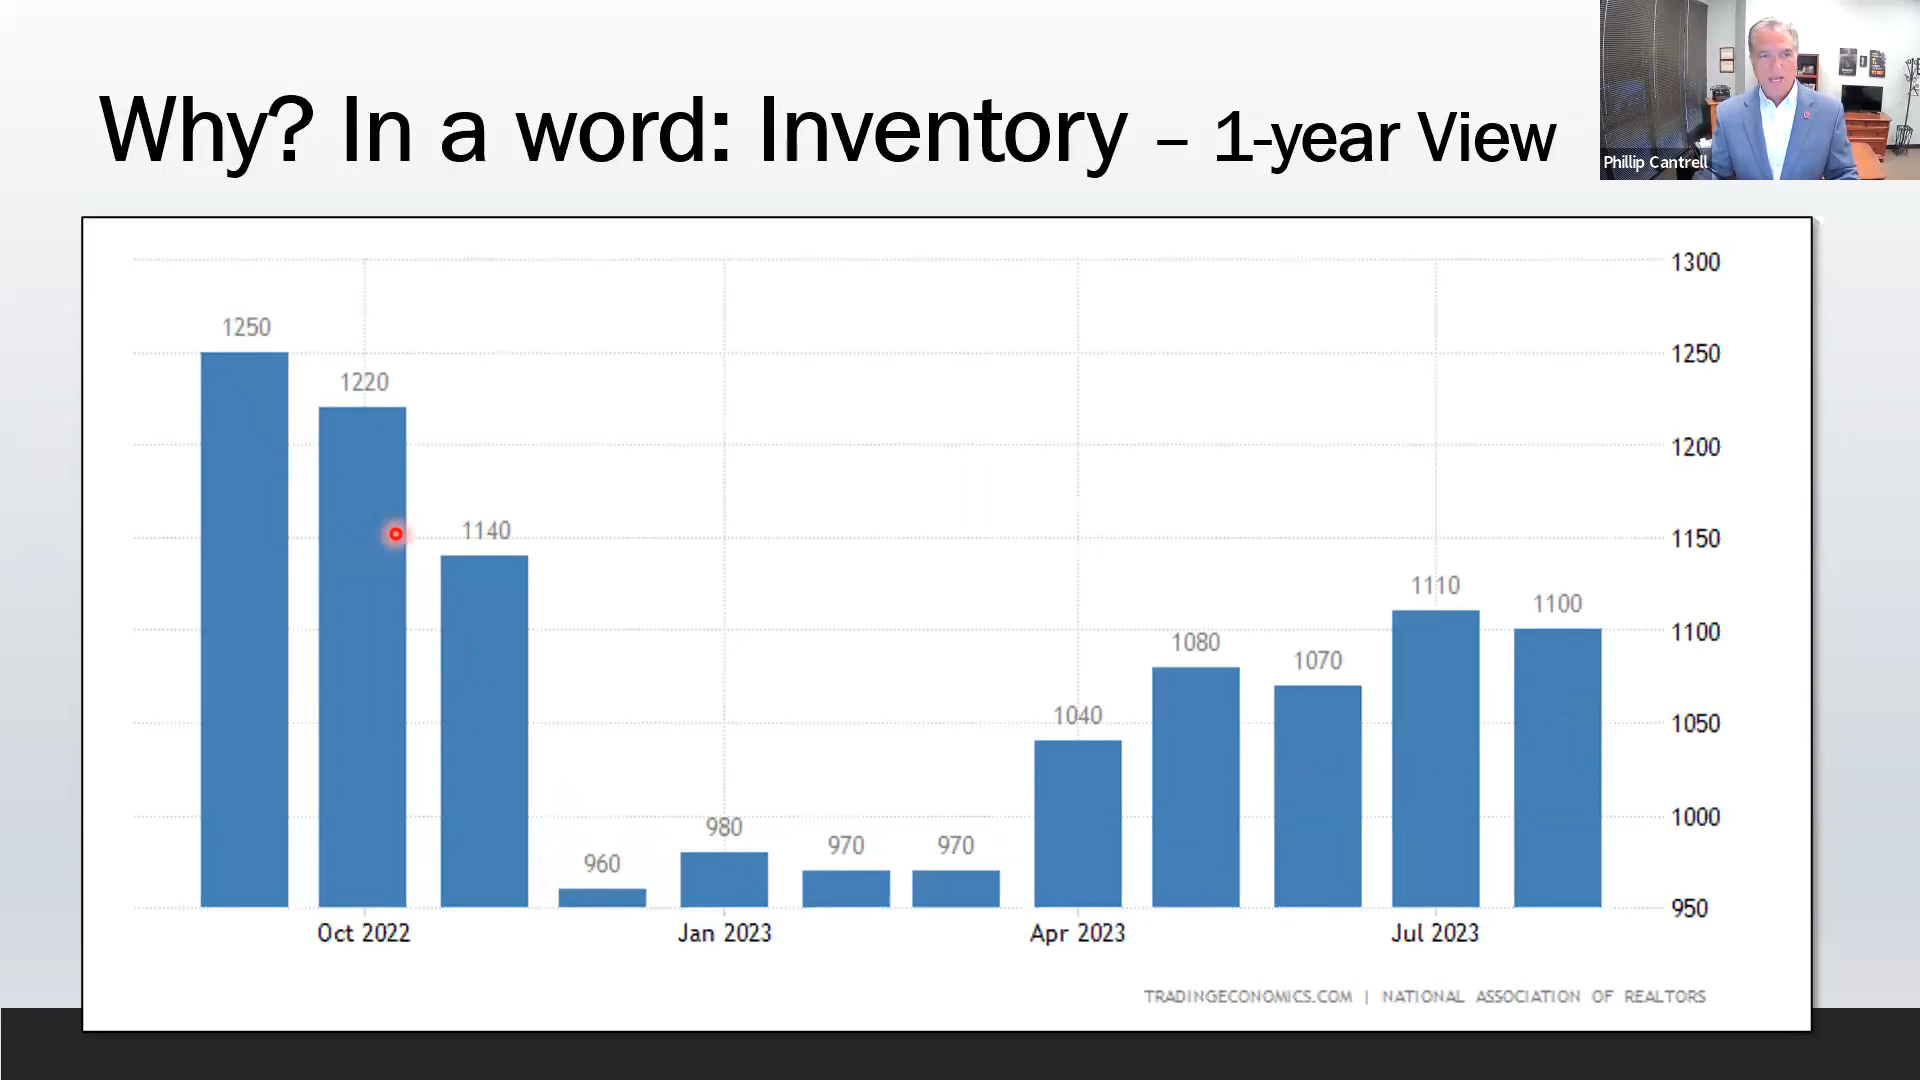 Why? In a word: Inventory – 1-year View
Phillip Cantrell
1300
1250
1200
1150
1100
1050
1000
950
1250
1220
1140
960
980
970
970
1040
1080
1070
1110
1100
Oct 2022
Jan 2023
Apr 2023
Jul 2023
TRADINGECONOMICS.COM | NATIONAL ASSOCIATION OF REALTORS